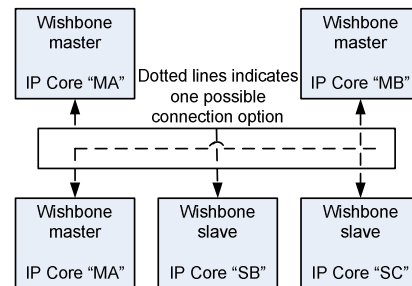 Wishbone
master
IP Core “MA”
Wishbone
master
IP Core “MB”
Dotted lines indicates
one possible
connection option
Wishbone
master
IP Core “MA”
Wishbone
slave
IP Core “SB”
Wishbone
slave
IP Core “SC”